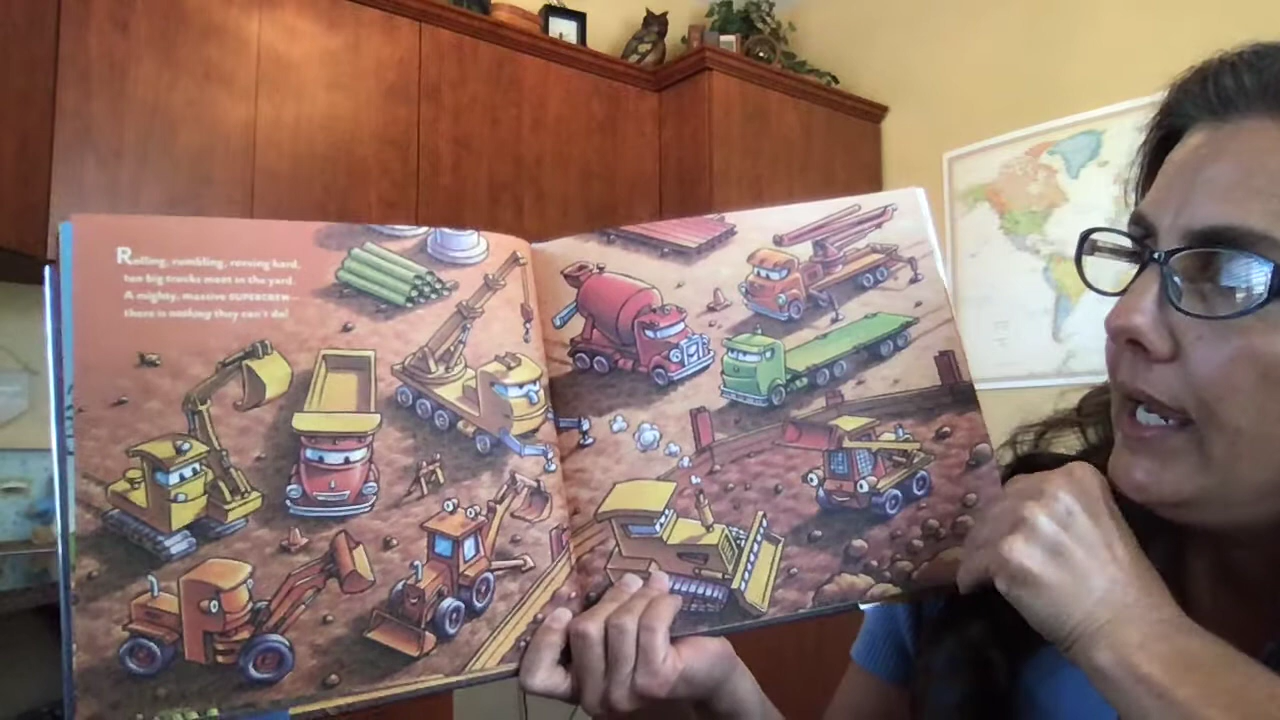 Rolling, rumbling, revving hard,
ten big trucks meet in the yard.
A mighty, massive SUPERCREW—
there is nothing they can't do!